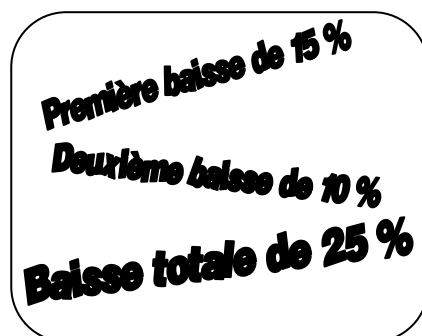 Première baisse de 15 %
Deuxième baisse de 10 %
Baisse totale de 25 %